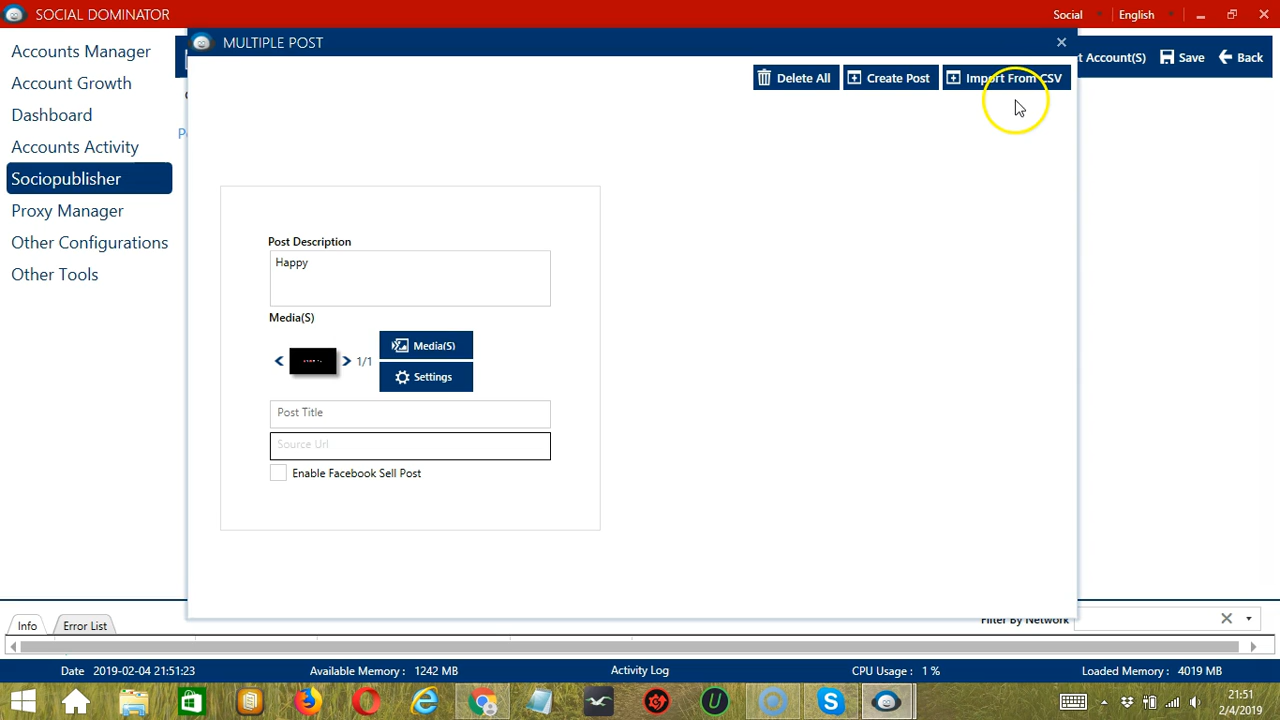 SOCIAL DOMINATOR
Social
English
Accounts Manager
Account Growth
Dashboard
Accounts Activity
Sociopublisher
Proxy Manager
Other Configurations
Other Tools
t Account(S)
Save
Back
MULTIPLE POST
Delete All
Create Post
Import From CSV
Post Description
Happy
Media(S)
1/1
Media(S)
Settings
Post Title
Source Url
Enable Facebook Sell Post
Info
Error List
Filter By Network
Date 2019-02-04 21:51:23
Available Memory : 1242 MB
Activity Log
CPU Usage : 1 %
Loaded Memory : 4019 MB
21:51
2/4/2019